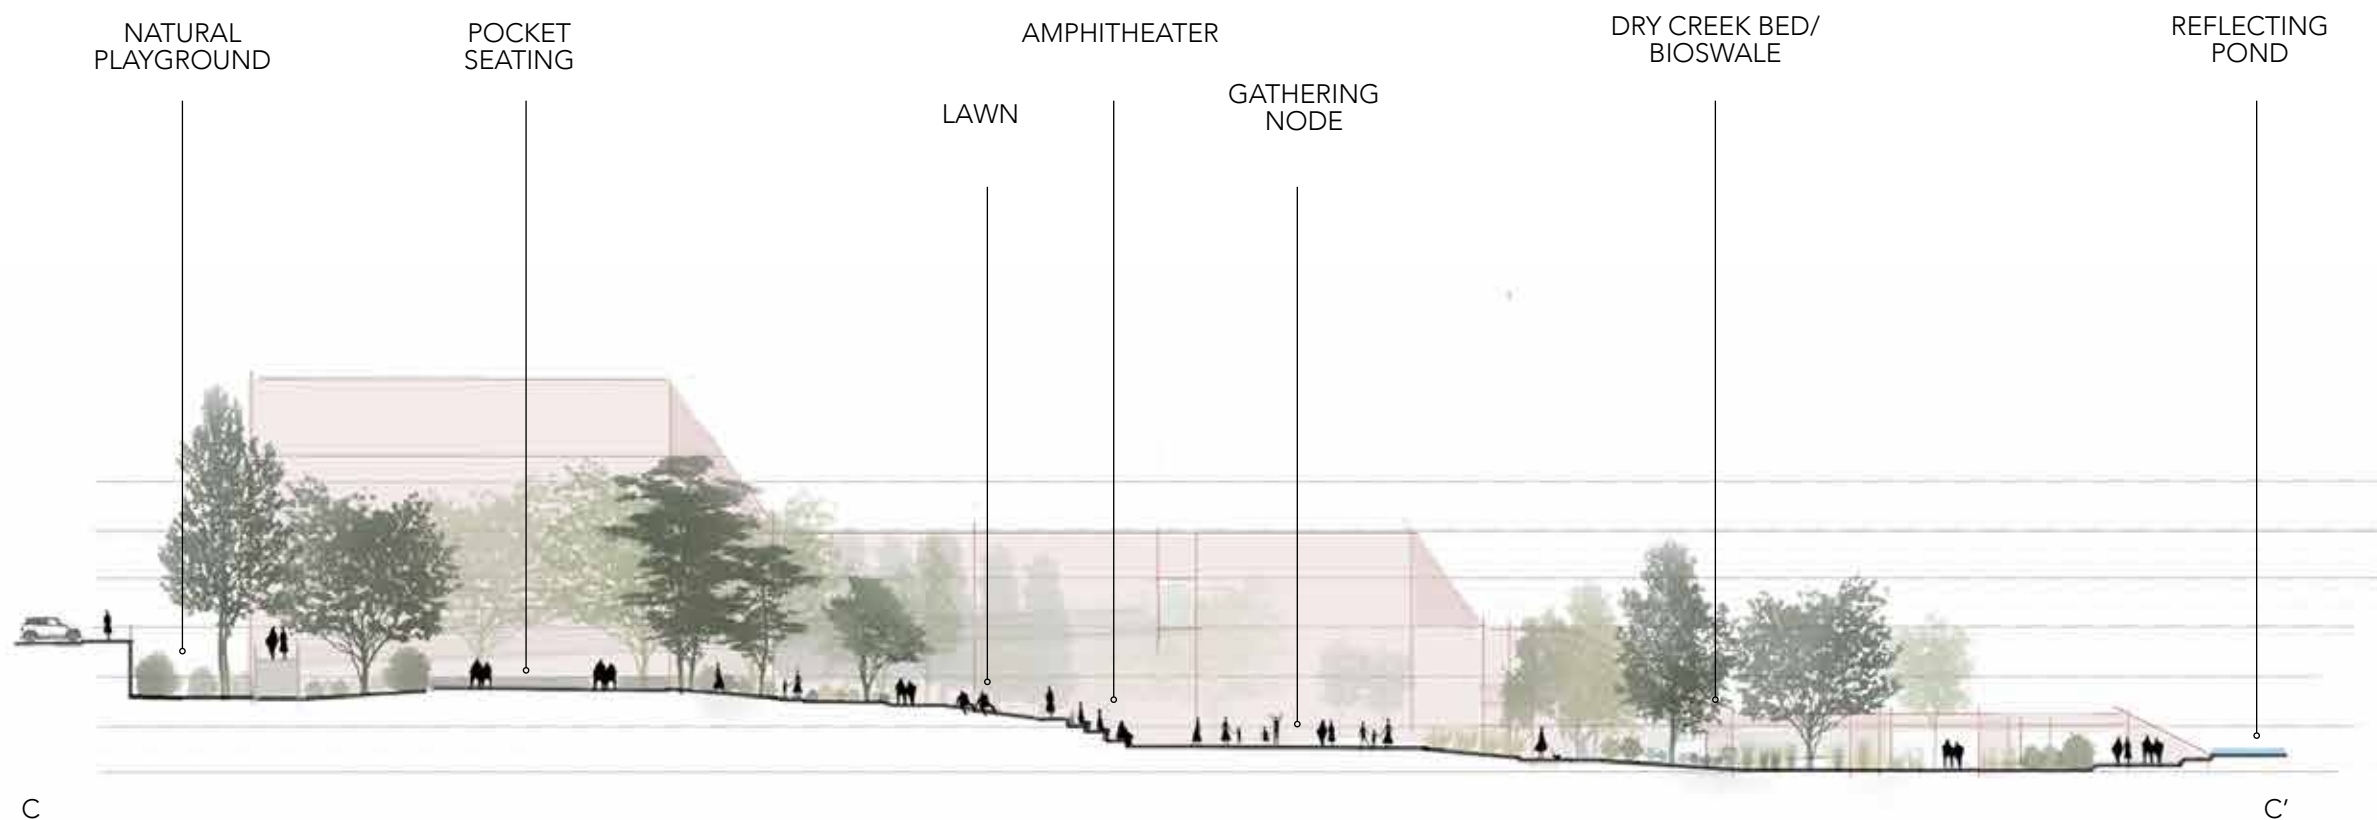 NATURAL
PLAYGROUND
POCKET
SEATING
AMPHITHEATER
LAWN
GATHERING
NODE
DRY CREEK BED/
BIOSWALE
REFLECTING
POND
C
C’